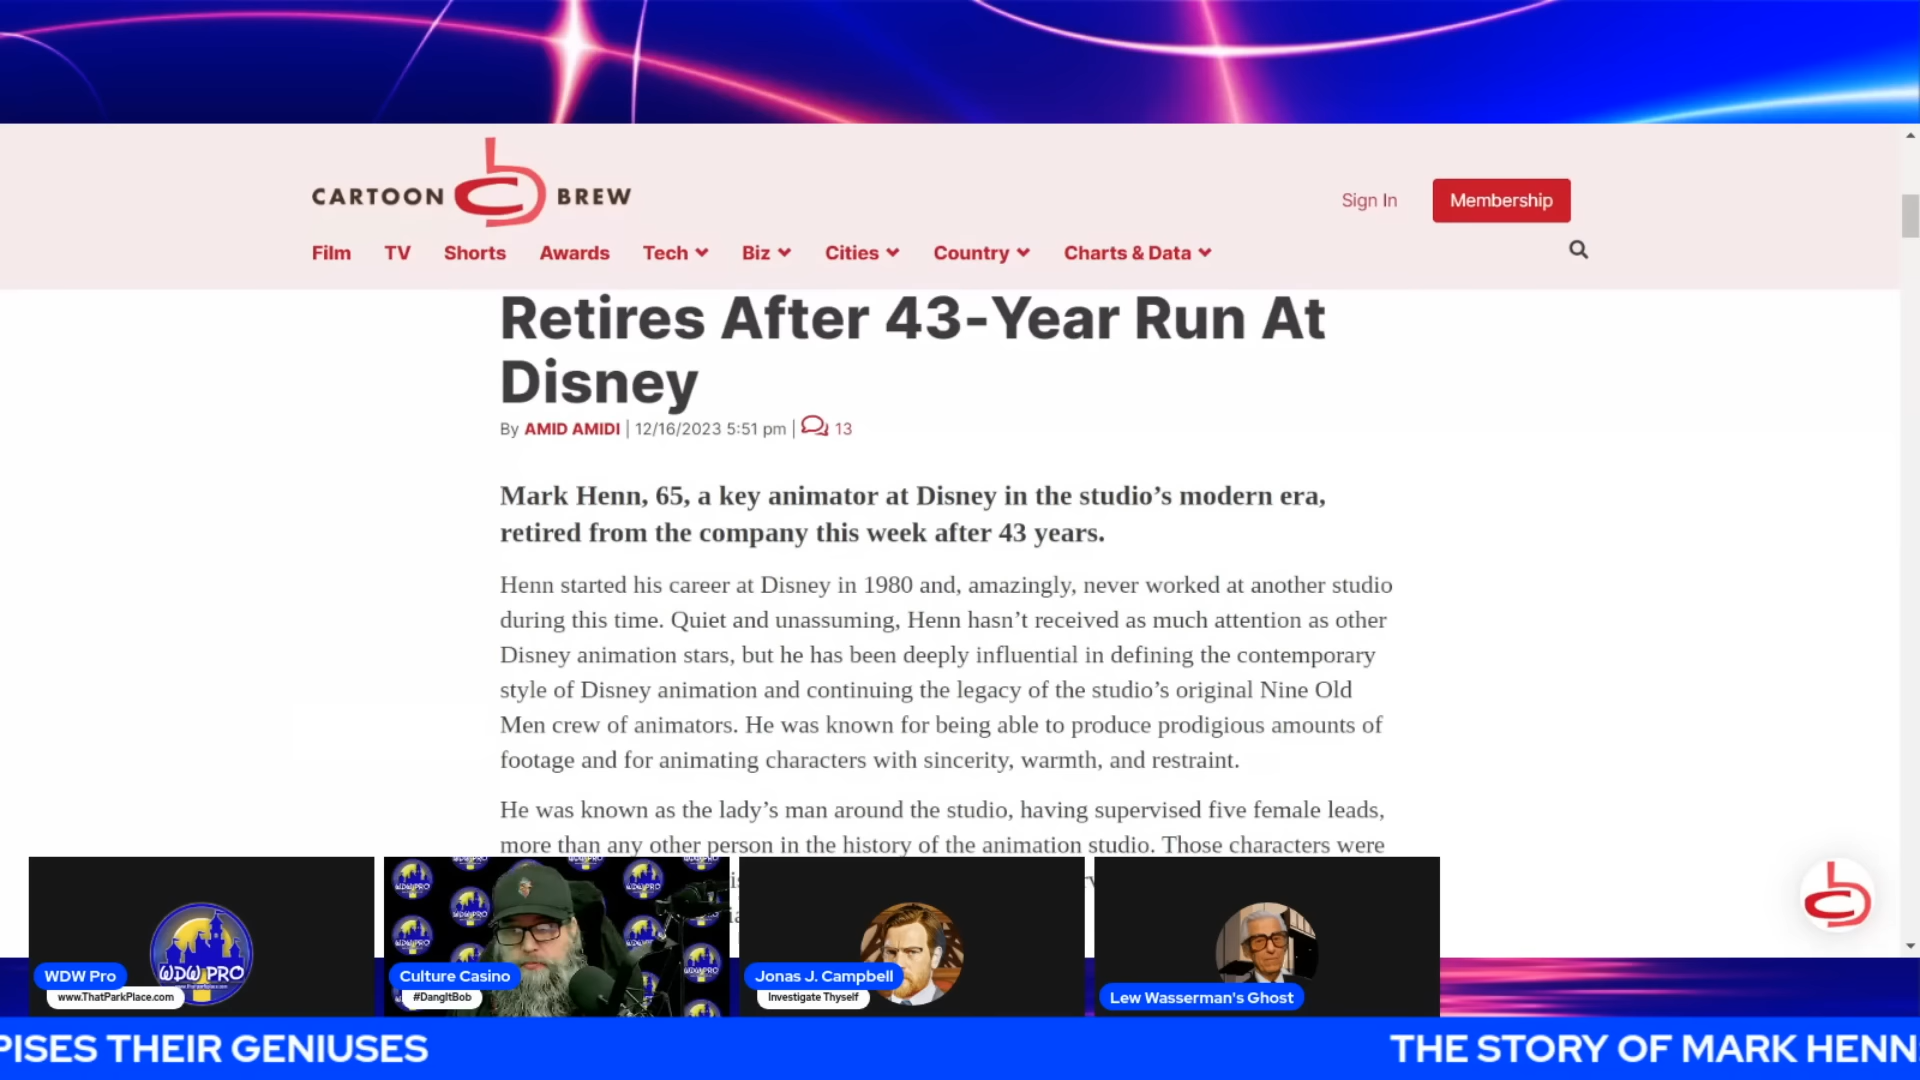 CARTOON BREW
Sign In
Membership
Film TV Shorts Awards Tech Biz Cities Country Charts & Data
Retires After 43-Year Run At
Disney
By AMID AMIDI | 12/16/2023 5:51 pm | 13
Mark Henn, 65, a key animator at Disney in the studio’s modern era,
retired from the company this week after 43 years.
Henn started his career at Disney in 1980 and, amazingly, never worked at another studio
during this time. Quiet and unassuming, Henn hasn’t received as much attention as other
Disney animation stars, but he has been deeply influential in defining the contemporary
style of Disney animation and continuing the legacy of the studio’s original Nine Old
Men crew of animators. He was known for being able to produce prodigious amounts of
footage and for animating characters with sincerity, warmth, and restraint.
He was known as the lady’s man around the studio, having supervised five female leads,
more than any other person in the history of the animation studio. Those characters were
WDW PRO
WDW Pro
www.ThatParkPlace.com
WDW PRO
Culture Casino
#DangItBob
Jonas J. Campbell
Investigate Thyself
Lew Wasserman's Ghost
PISES THEIR GENIUSES
THE STORY OF MARK HENN